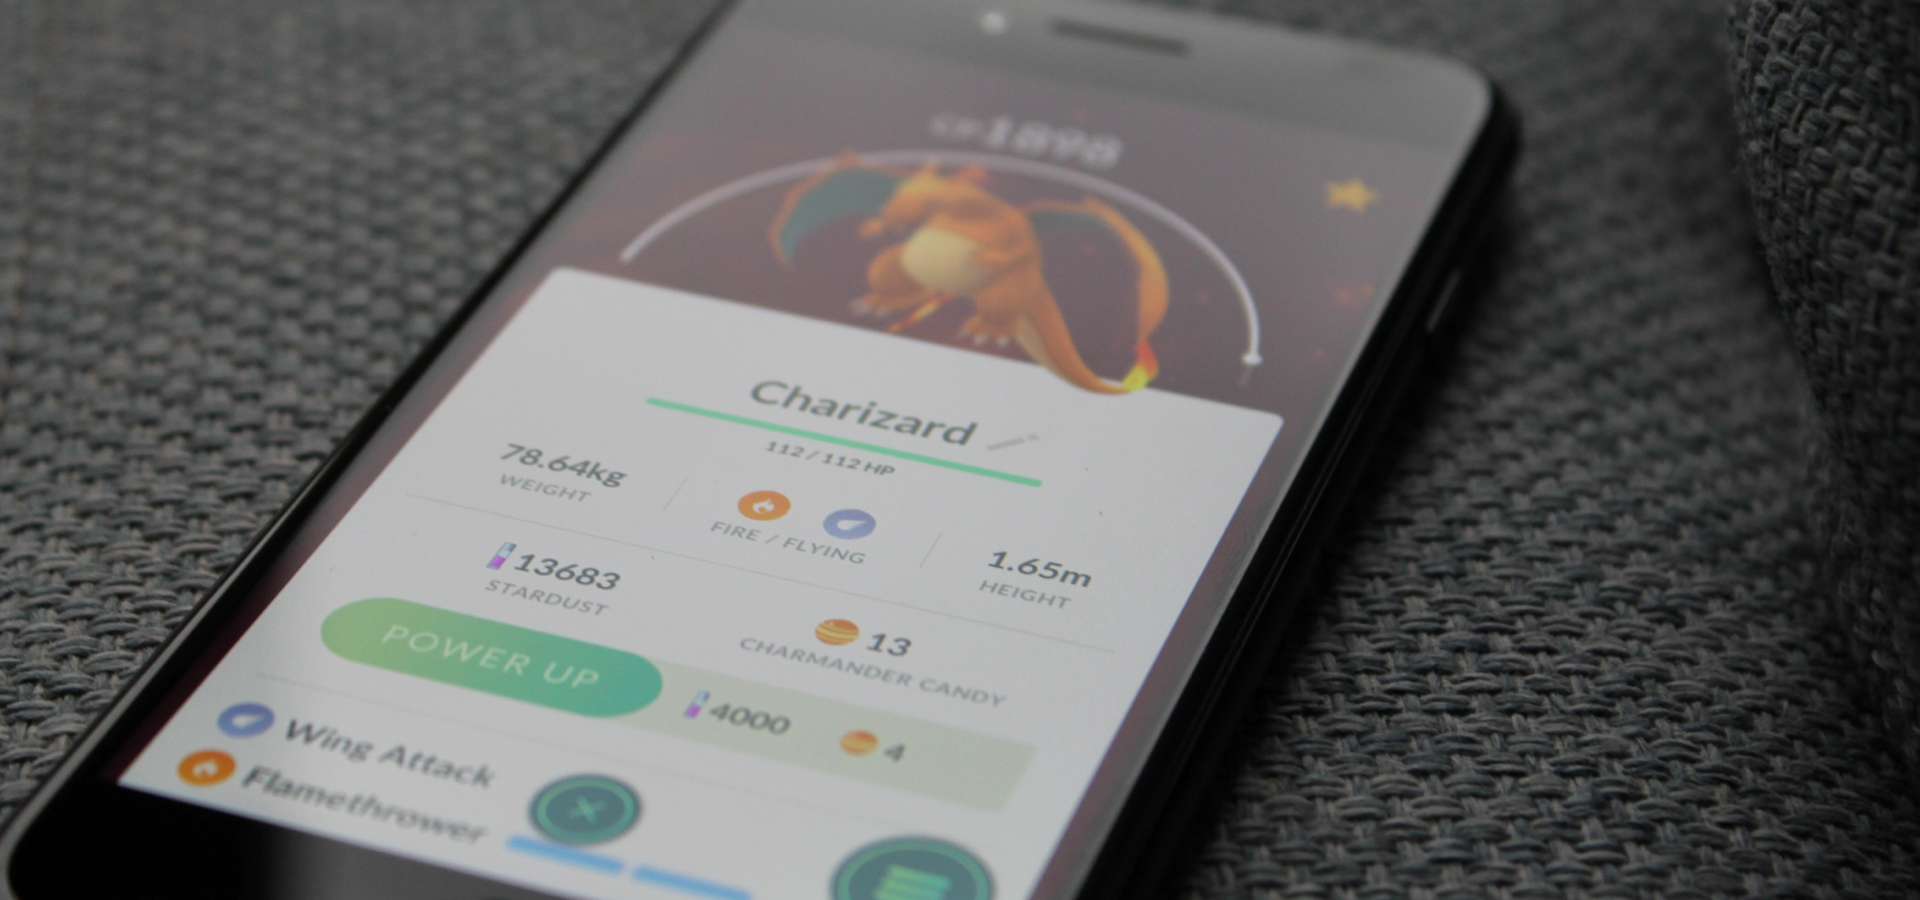 CP1898
Charizard
112 / 112 HP
78.64kg
WEIGHT
FIRE / FLYING
1.65m
HEIGHT
13683
STARDUST
13
CHARMANDER CANDY
POWER UP
4000
4
Wing Attack
Flamethrower